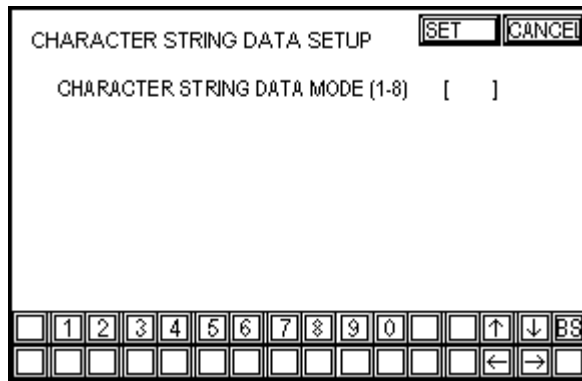 CHARACTER STRING DATA SETUP SET CANCEL
CHARACTER STRING DATA MODE (1-8) [ ]
1 2 3 4 5 6 7 8 9 0 ↑ ↓ BS
← →